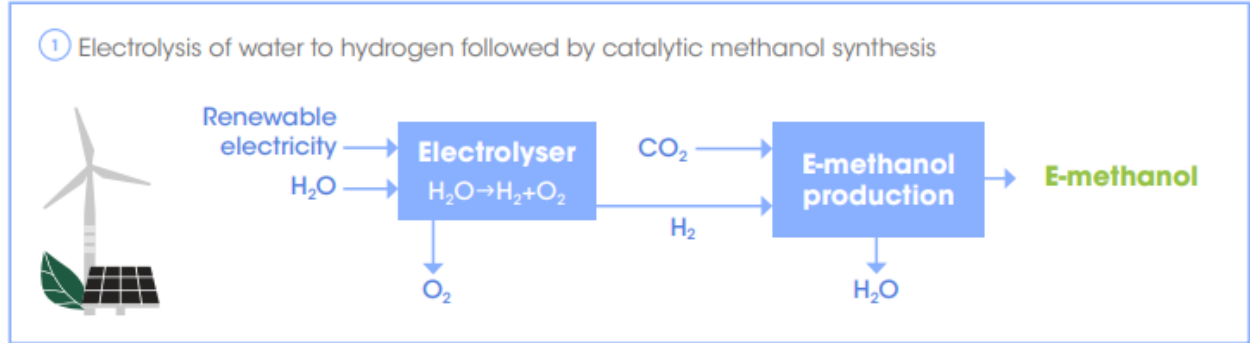 1 Electrolysis of water to hydrogen followed by catalytic methanol synthesis
Renewable
electricity
H₂O
Electrolyser
H₂O→H₂+O₂
O₂
CO₂
H₂
E-methanol
production
H₂O
E-methanol